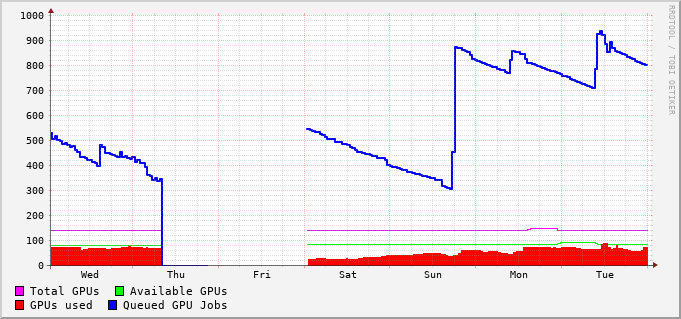 1000
900
800
700
600
500
400
300
200
100
0
Wed Thu Fri Sat Sun Mon Tue
RRDTOOL / TOBI OETIKER
Total GPUs Available GPUs
GPUs used Queued GPU Jobs